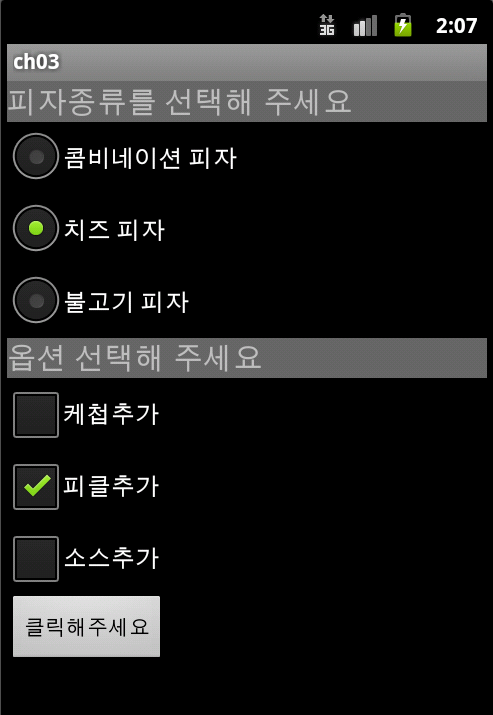 3G 2:07
ch03
피자종류를 선택해 주세요
콤비네이션 피자
치즈 피자
불고기 피자
옵션 선택해 주세요
케첩추가
피클추가
소스추가
클릭해주세요